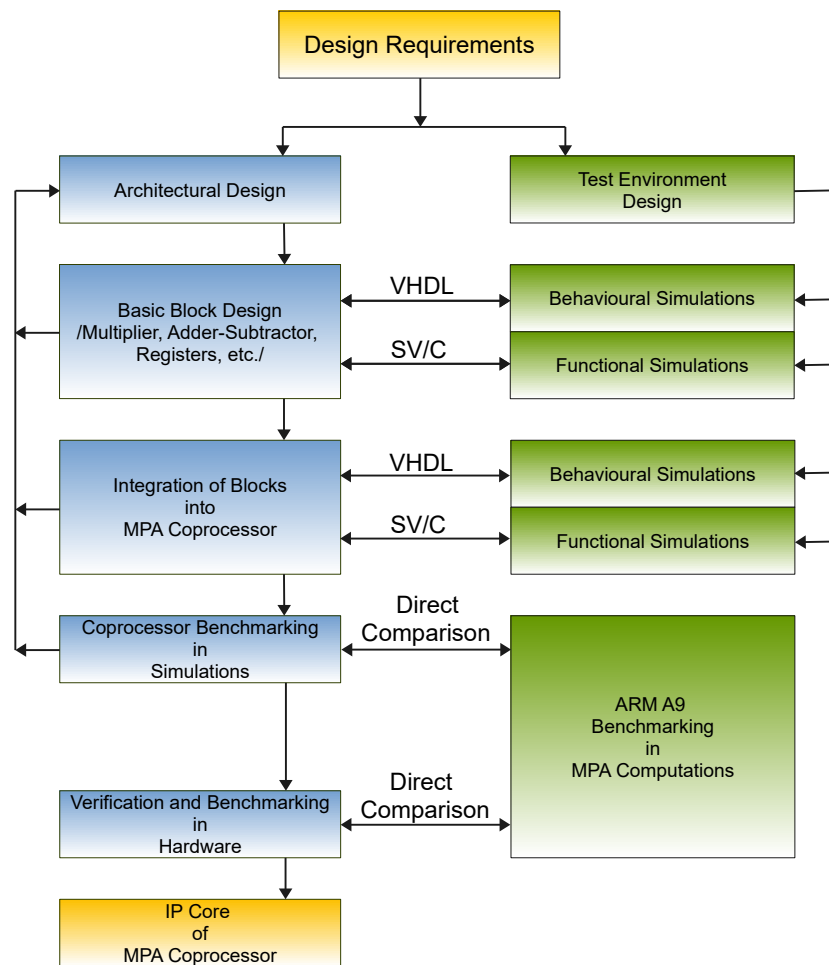 Design Requirements
Architectural Design
Test Environment
Design
Basic Block Design
/Multiplier, Adder-Subtractor,
Registers, etc./
VHDL
Behavioural Simulations
SV/C
Functional Simulations
Integration of Blocks
into
MPA Coprocessor
VHDL
Behavioural Simulations
SV/C
Functional Simulations
Coprocessor Benchmarking
in
Simulations
Direct
Comparison
ARM A9
Benchmarking
in
MPA Computations
Verification and Benchmarking
in
Hardware
Direct
Comparison
IP Core
of
MPA Coprocessor